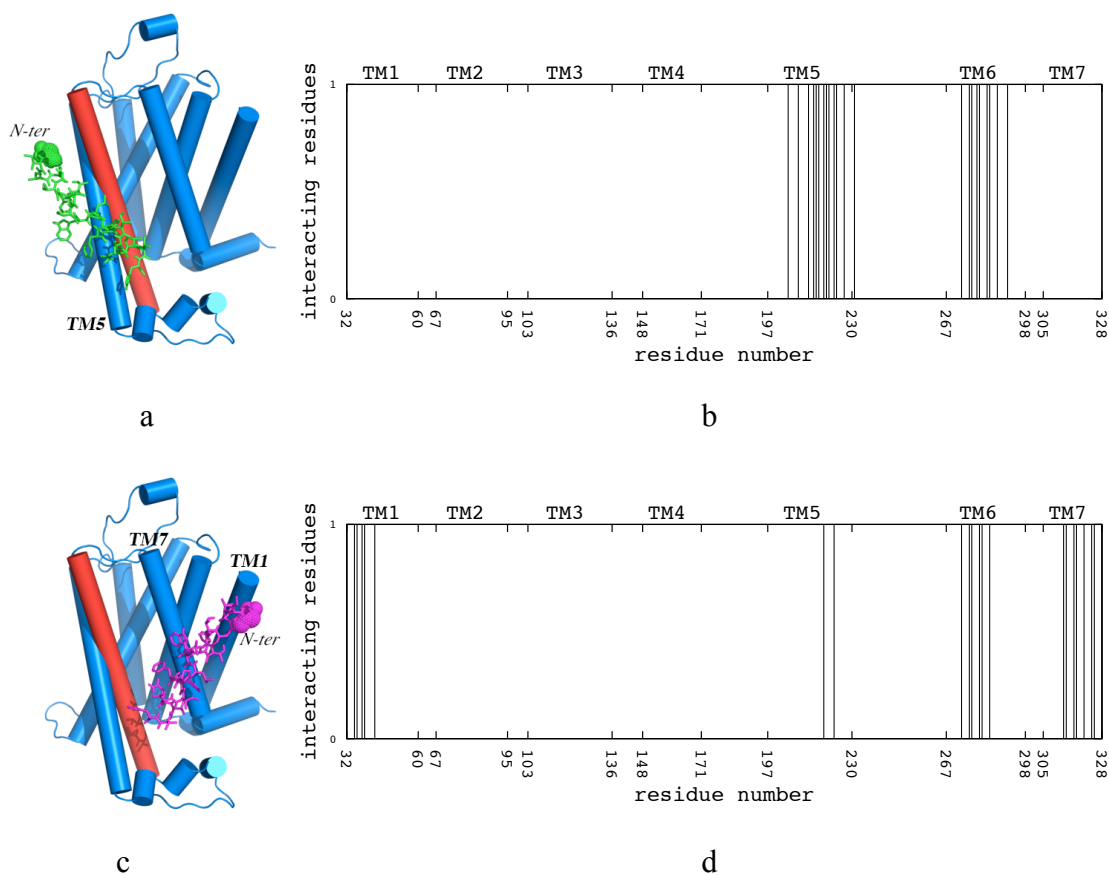 N-ter
TM5
a
TM1 TM2 TM3 TM4 TM5 TM6 TM7
interacting residues
1
0
32 60 67 95 103 136 148 171 197 230 267 298 305 328
residue number
b
TM7
TM1
N-ter
c
TM1 TM2 TM3 TM4 TM5 TM6 TM7
interacting residues
1
0
32 60 67 95 103 136 148 171 197 230 267 298 305 328
residue number
d